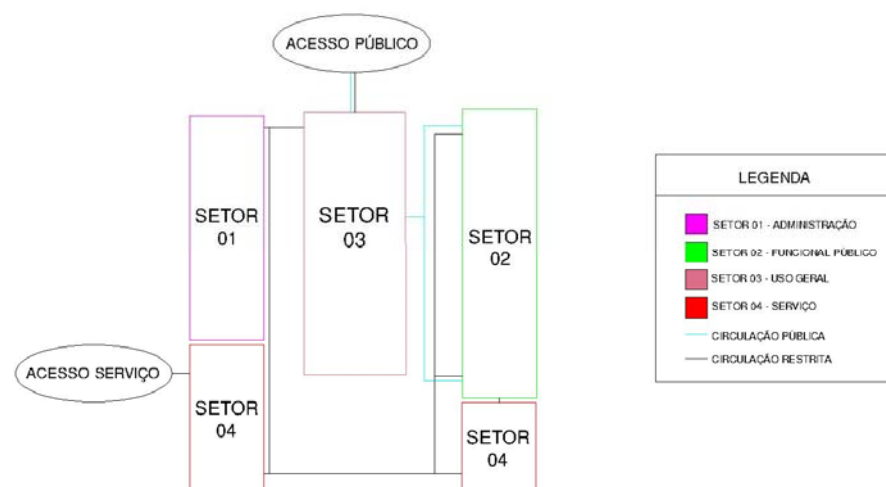 ACESSO PÚBLICO
SETOR
01
SETOR
03
SETOR
02
ACESSO SERVIÇO
SETOR
04
SETOR
04
LEGENDA
SETOR 01 - ADMINISTRAÇÃO
SETOR 02 - FUNCIONAL PÚBLICO
SETOR 03 - USO GERAL
SETOR 04 - SERVIÇO
CIRCULAÇÃO PÚBLICA
CIRCULAÇÃO RESTRITA